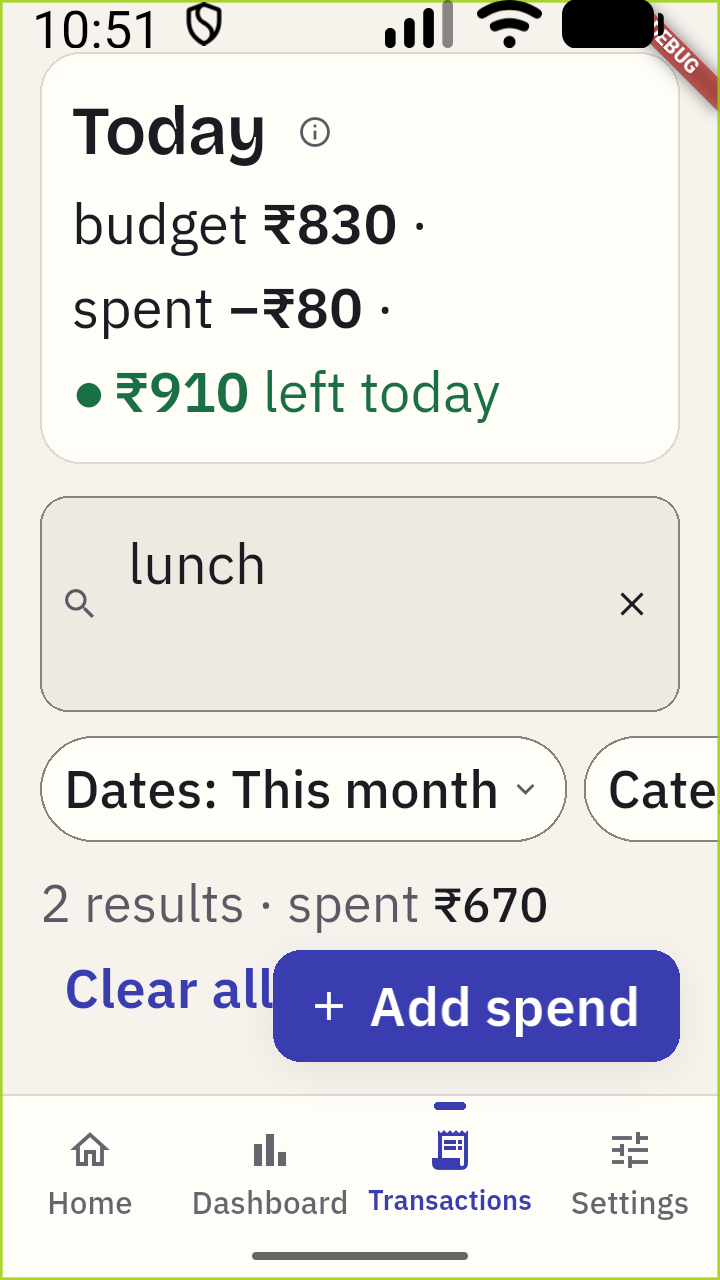 10:51
DEBUG
Today
budget ₹830 ·
spent –₹80 ·
● ₹910 left today
lunch
Dates: This month
Cate
2 results · spent ₹670
Clear all
+ Add spend
Home
Dashboard
Transactions
Settings